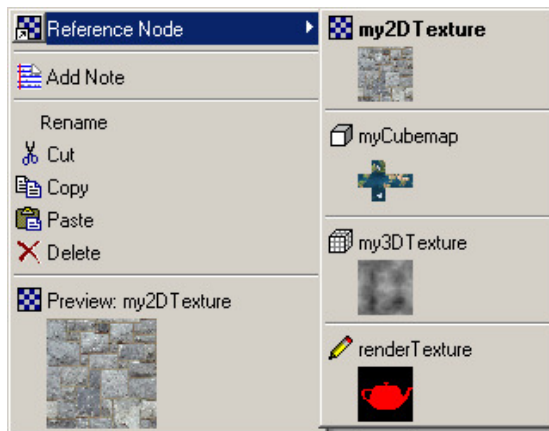 Reference Node
Add Note
Rename
Cut
Copy
Paste
Delete
Preview: my2DTexture
my2DTexture
myCubemap
my3DTexture
renderTexture